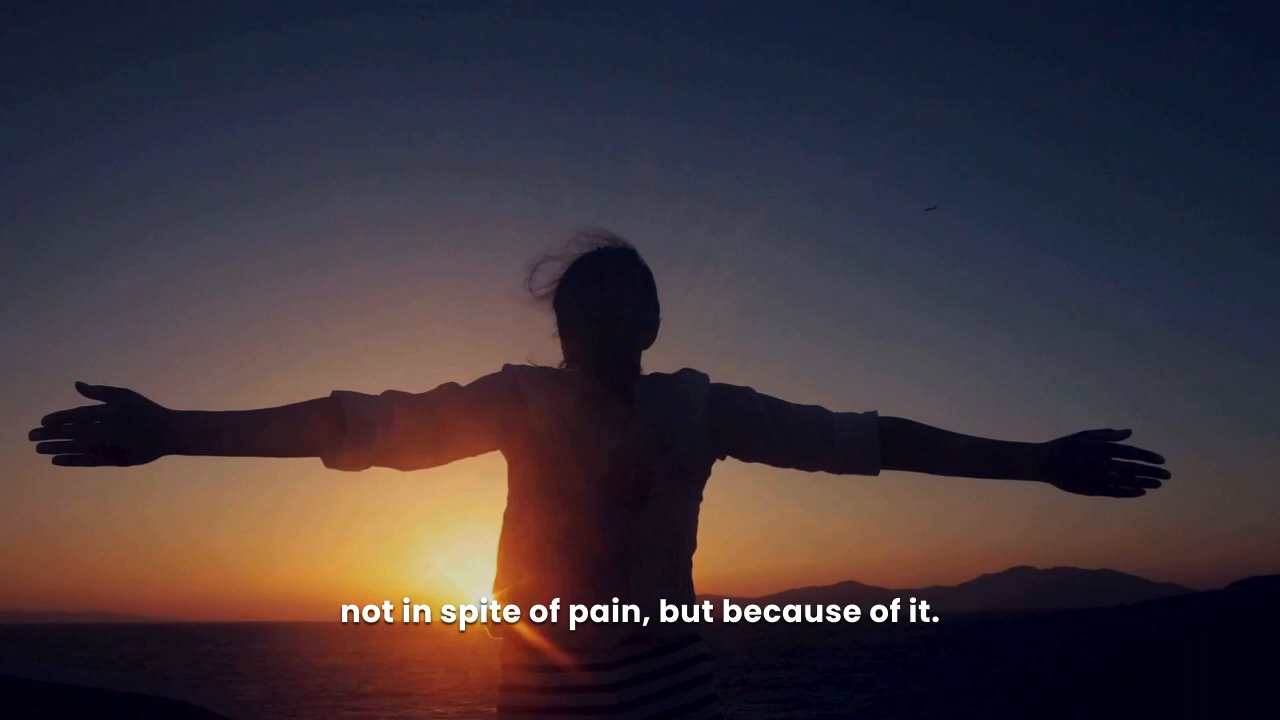 not in spite of pain, but because of it.